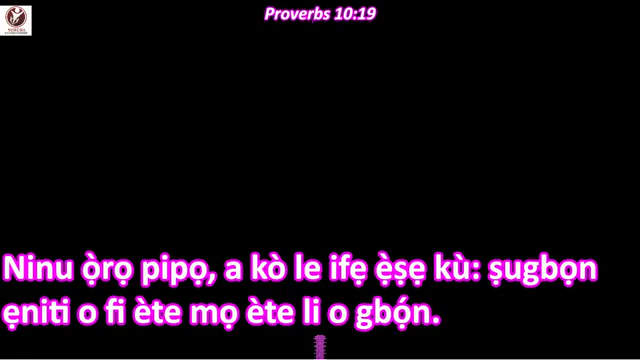 Proverbs 10:19
Ninu ọ̀rọ pipọ, a kò le ifẹ ẹ̀ṣẹ kù: ṣugbọn
ẹniti o fi ète mọ ète li o gbọ́n.